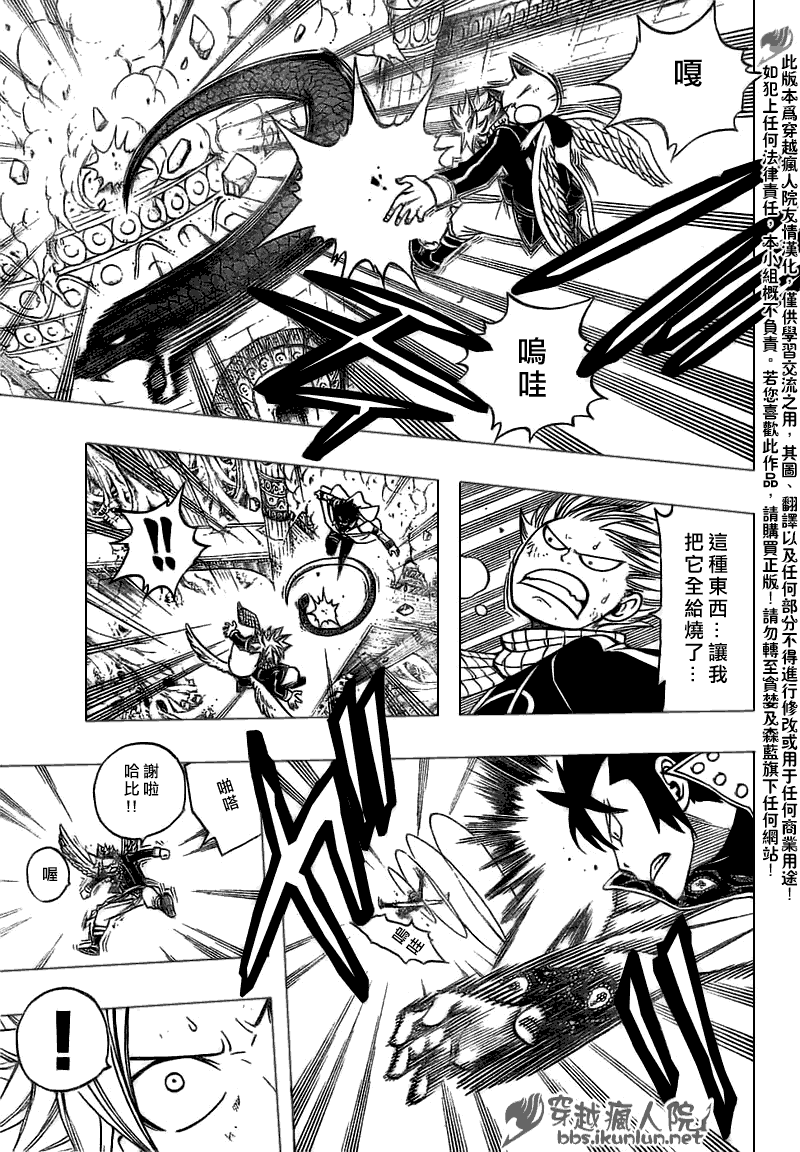 嘎
嗚哇
這種東西…讓我
把它全給燒了…
!!
啪嗒
謝啦
哈比!!
喔
嗚哇
!
此版本爲穿越瘋人院友情漢化,僅供學習交流之用,其圖、翻譯以及任何部分不得進行修改或用于任何商業用途!
如犯上任何法律責任,本小組概不負責。若您喜歡此作品,請購買正版!請勿轉至貪婪及森藍旗下任何網站!
穿越瘋人院
bbs.ikunlun.net